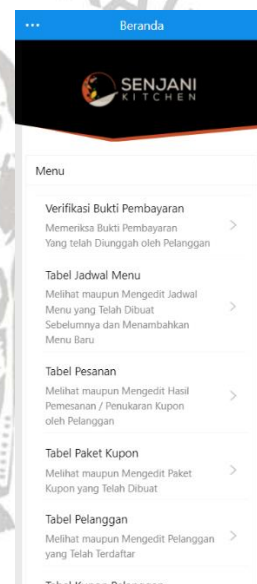 Beranda
SENJANI
KITCHEN
Menu
Verifikasi Bukti Pembayaran
Memeriksa Bukti Pembayaran
Yang telah Diunggah oleh Pelanggan
Tabel Jadwal Menu
Melihat maupun Mengedit Jadwal
Menu yang Telah Dibuat
Sebelumnya dan Menambahkan
Menu Baru
Tabel Pesanan
Melihat maupun Mengedit Hasil
Pemesanan / Penukaran Kupon
oleh Pelanggan
Tabel Paket Kupon
Melihat maupun Mengedit Paket
Kupon yang Telah Dibuat
Tabel Pelanggan
Melihat maupun Mengedit Pelanggan
yang Telah Terdaftar
Tabel Kupon Pelanggan